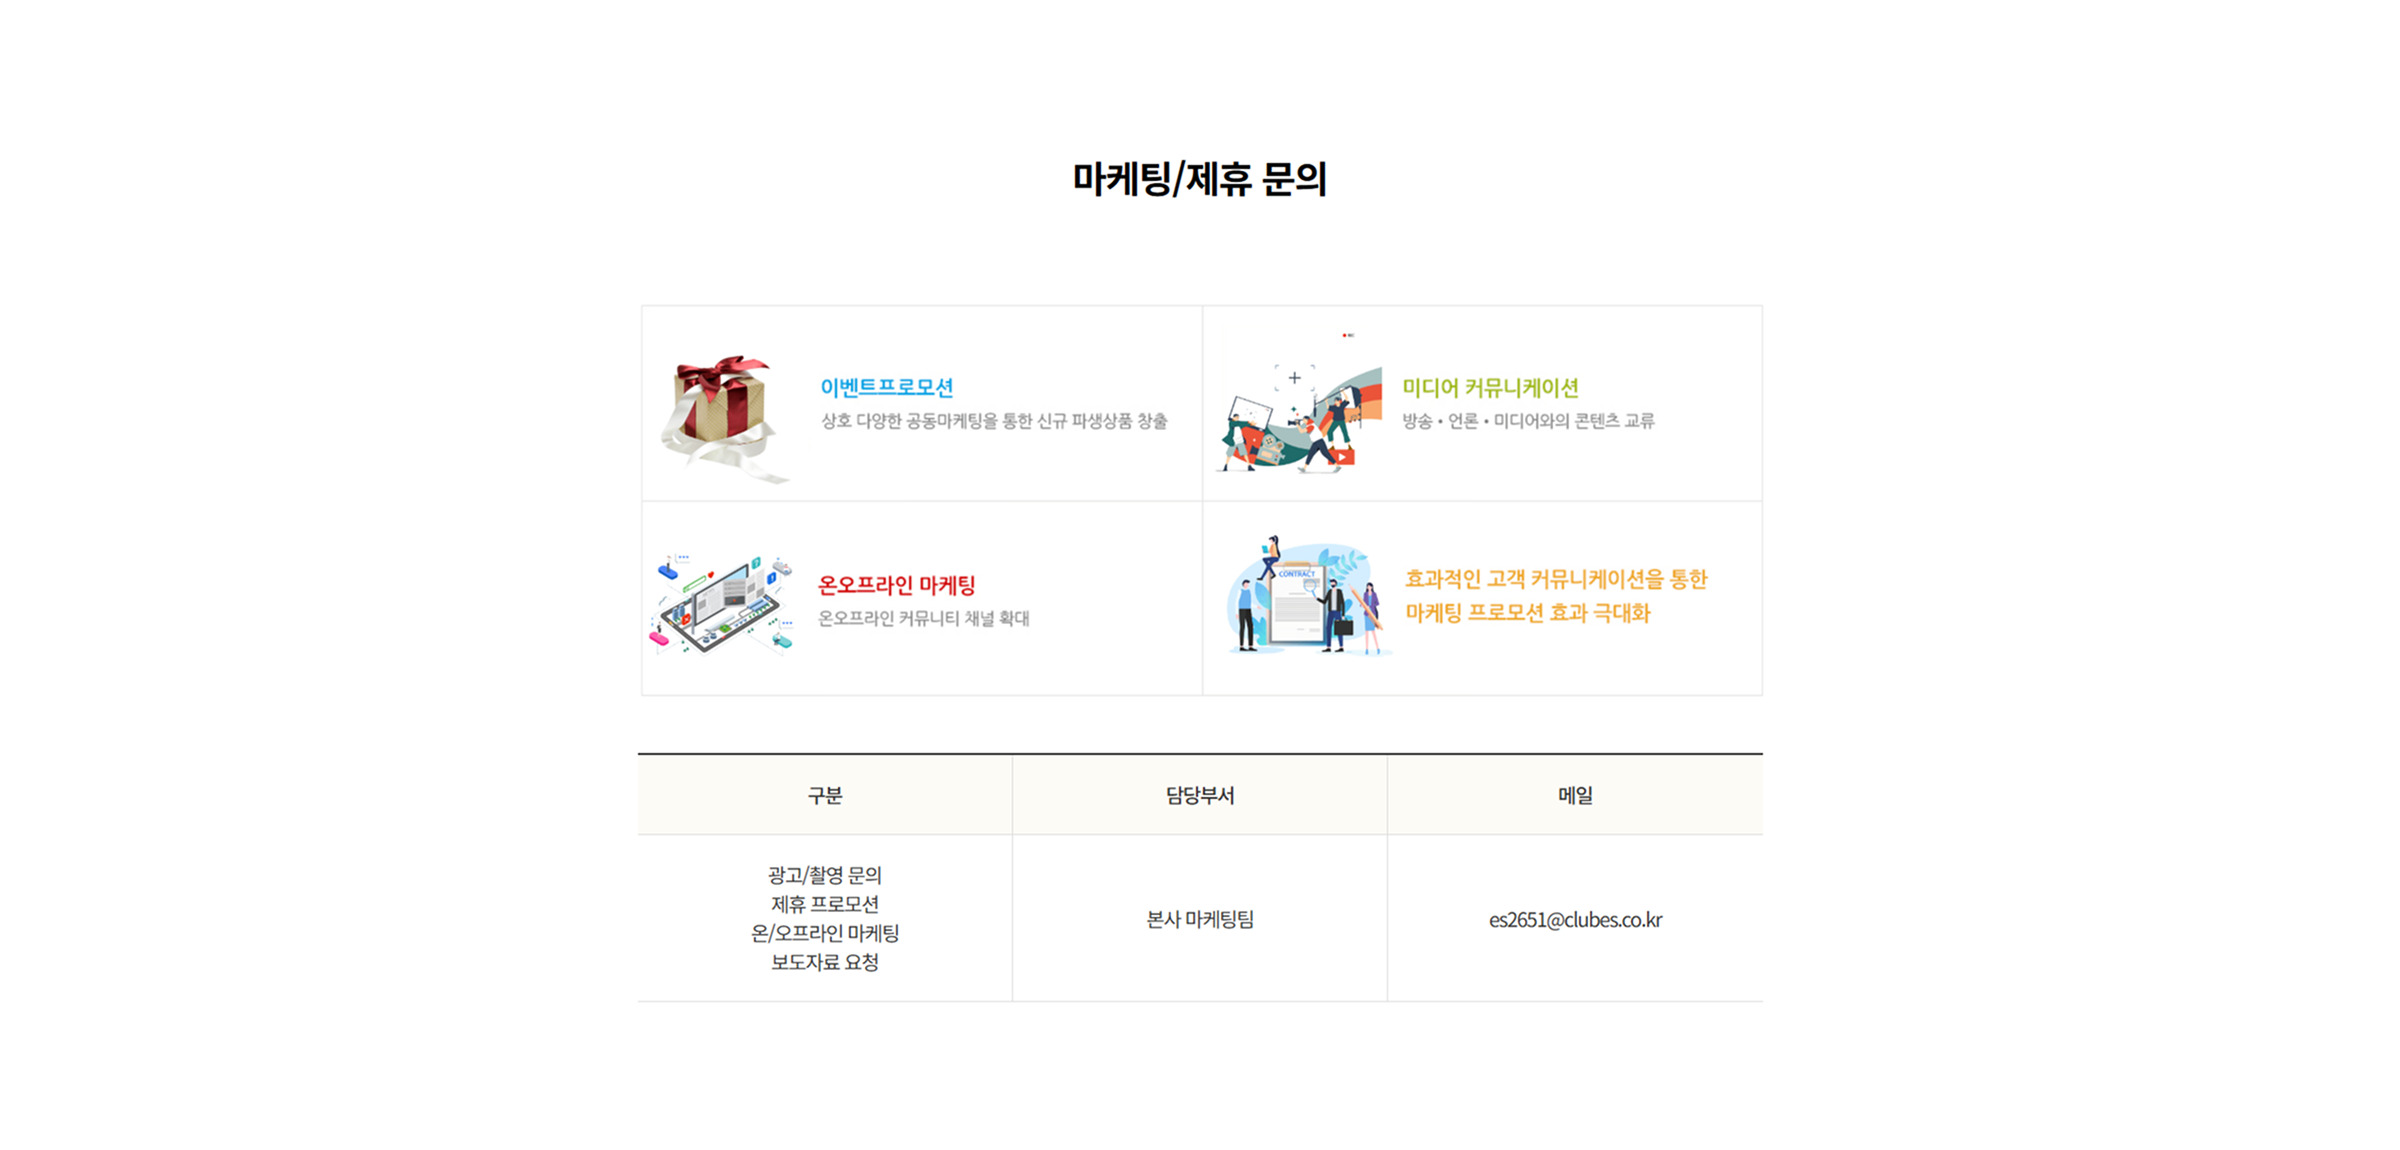 마케팅/제휴 문의
이벤트프로모션
상호 다양한 공동마케팅을 통한 신규 파생상품 창출
미디어 커뮤니케이션
방송 • 언론 • 미디어와의 콘텐츠 교류
온오프라인 마케팅
온오프라인 커뮤니티 채널 확대
CONTRACT
효과적인 고객 커뮤니케이션을 통한
마케팅 프로모션 효과 극대화
구분
담당부서
메일
광고/촬영 문의
제휴 프로모션
온/오프라인 마케팅
보도자료 요청
본사 마케팅팀
es2651@clubes.co.kr